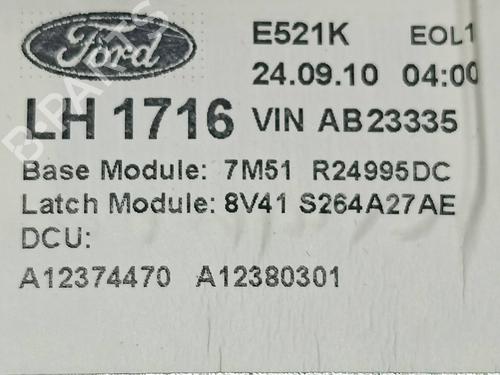 Ford E521K EOL1
24.09.10 04:00
LH 1716 VIN AB23335
Base Module: 7M51 R24995DC
Latch Module: 8V41 S264A27AE
DCU:
A12374470 A12380301
B-PARTS